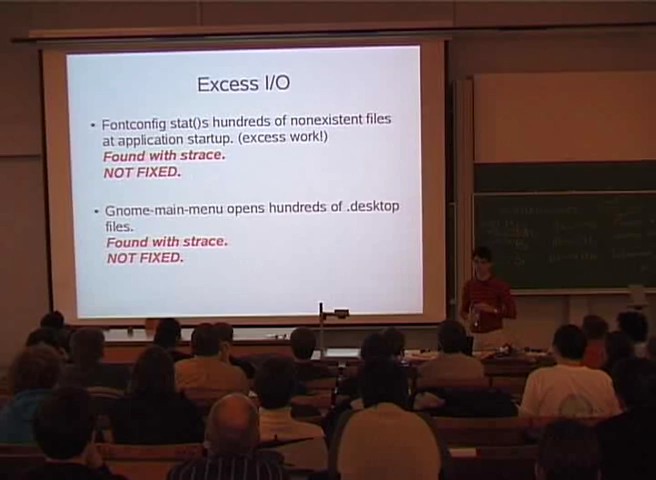 Excess I/O
• Fontconfig stat()s hundreds of nonexistent files
at application startup. (excess work!)
Found with strace.
NOT FIXED.
• Gnome-main-menu opens hundreds of .desktop
files.
Found with strace.
NOT FIXED.